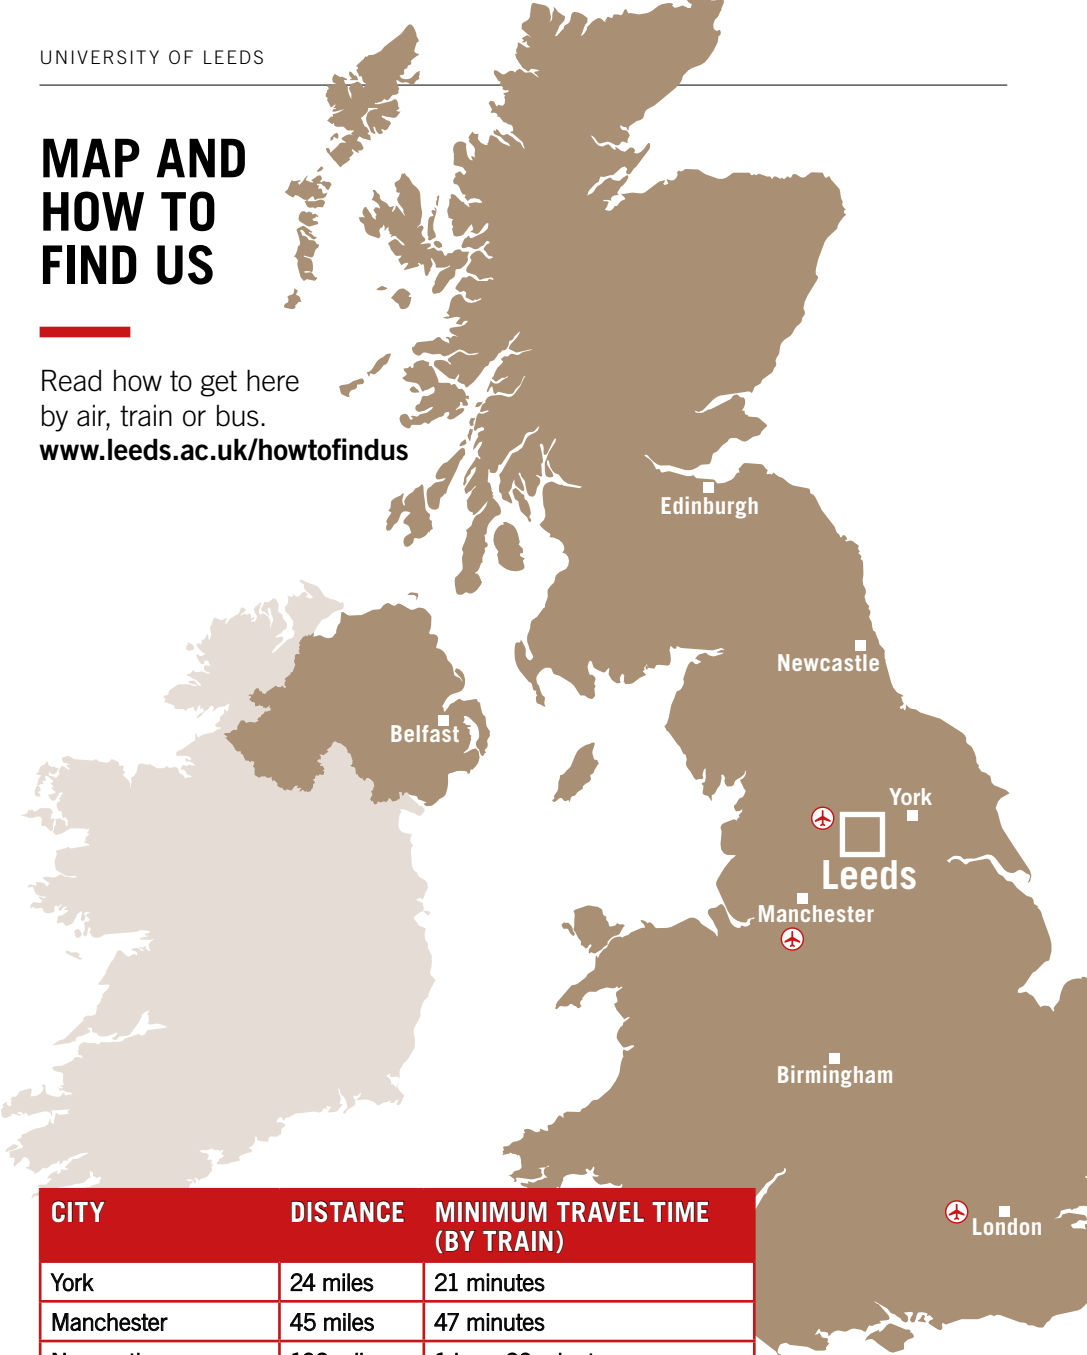 UNIVERSITY OF LEEDS
MAP AND
HOW TO
FIND US
Read how to get here
by air, train or bus.
www.leeds.ac.uk/howtofindus
Edinburgh
Newcastle
Belfast
York
Leeds
Manchester
Birmingham
London
CITY DISTANCE MINIMUM TRAVEL TIME
(BY TRAIN)
York 24 miles 21 minutes
Manchester 45 miles 47 minutes